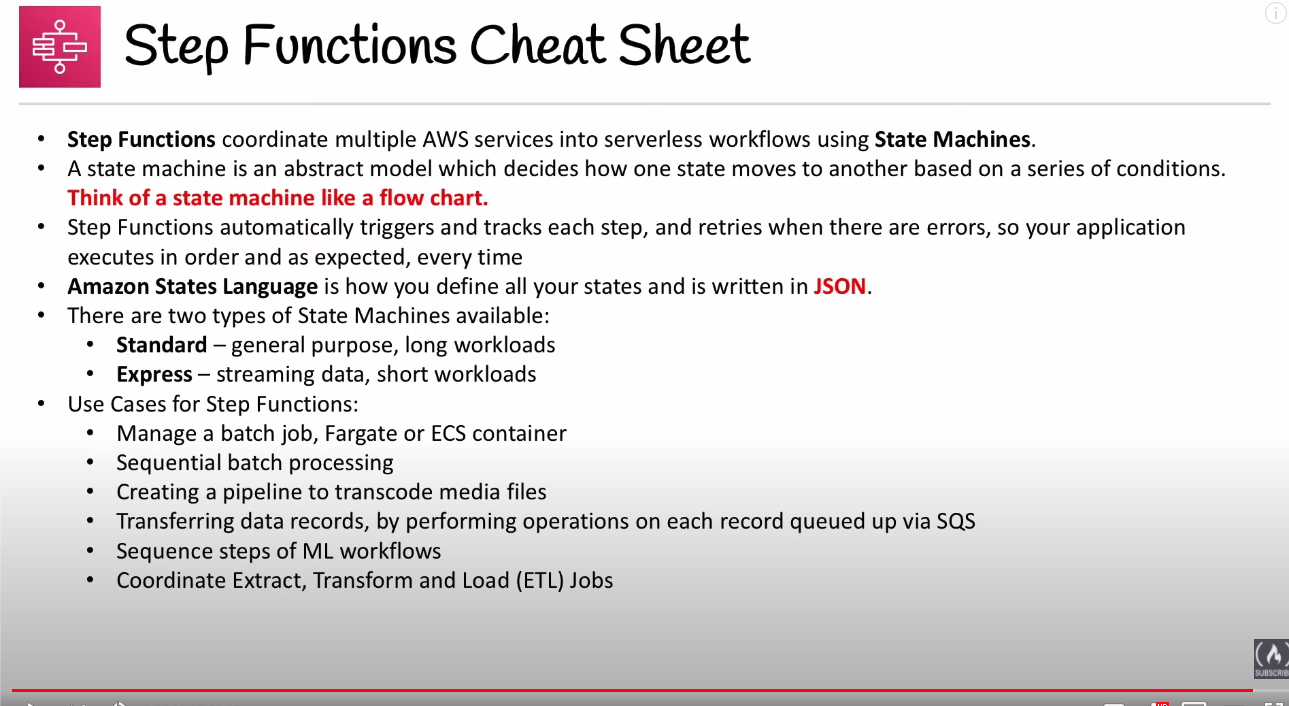 Step Functions Cheat Sheet
• Step Functions coordinate multiple AWS services into serverless workflows using State Machines.
• A state machine is an abstract model which decides how one state moves to another based on a series of conditions.
Think of a state machine like a flow chart.
• Step Functions automatically triggers and tracks each step, and retries when there are errors, so your application
executes in order and as expected, every time
• Amazon States Language is how you define all your states and is written in JSON.
• There are two types of State Machines available:
• Standard – general purpose, long workloads
• Express – streaming data, short workloads
• Use Cases for Step Functions:
• Manage a batch job, Fargate or ECS container
• Sequential batch processing
• Creating a pipeline to transcode media files
• Transferring data records, by performing operations on each record queued up via SQS
• Sequence steps of ML workflows
• Coordinate Extract, Transform and Load (ETL) Jobs
SUBSCRIB
HD